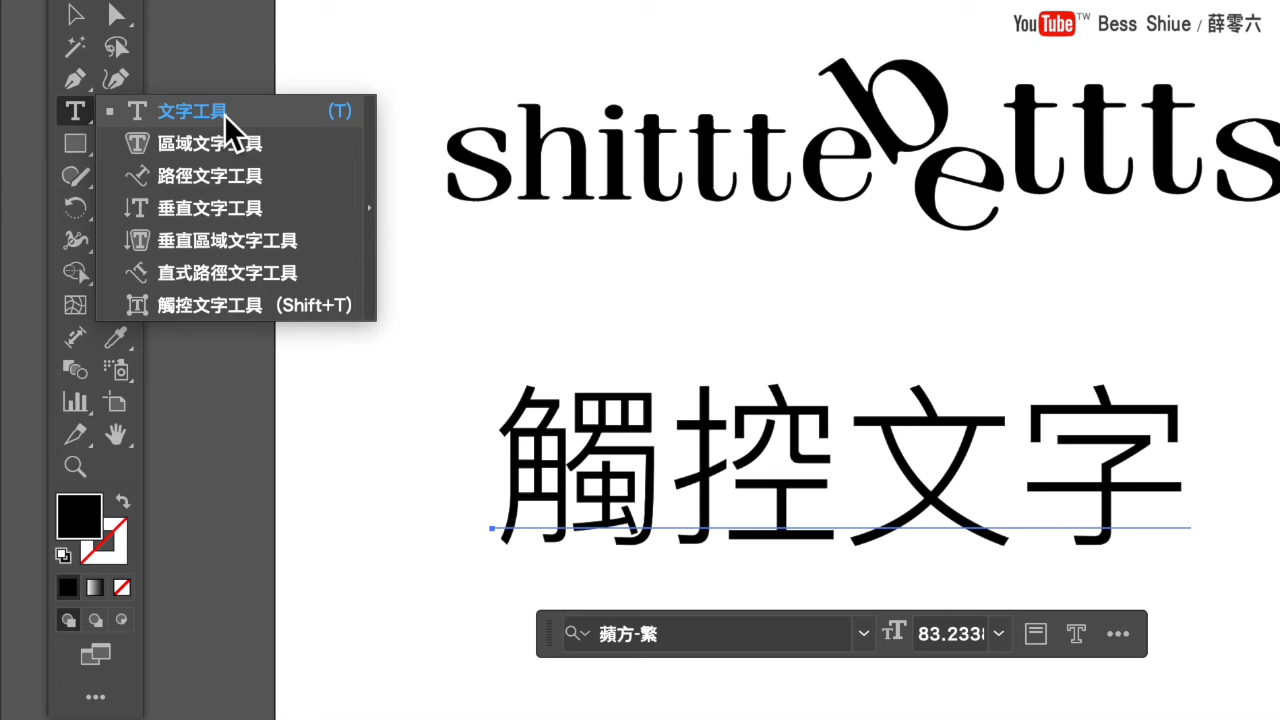 YouTube TW Bess Shiue / 薛零六
shitttebettts
文字工具 (T)
區域文字工具
路徑文字工具
垂直文字工具
垂直區域文字工具
直式路徑文字工具
觸控文字工具 (Shift+T)
觸控文字
蘋方-繁 83.233